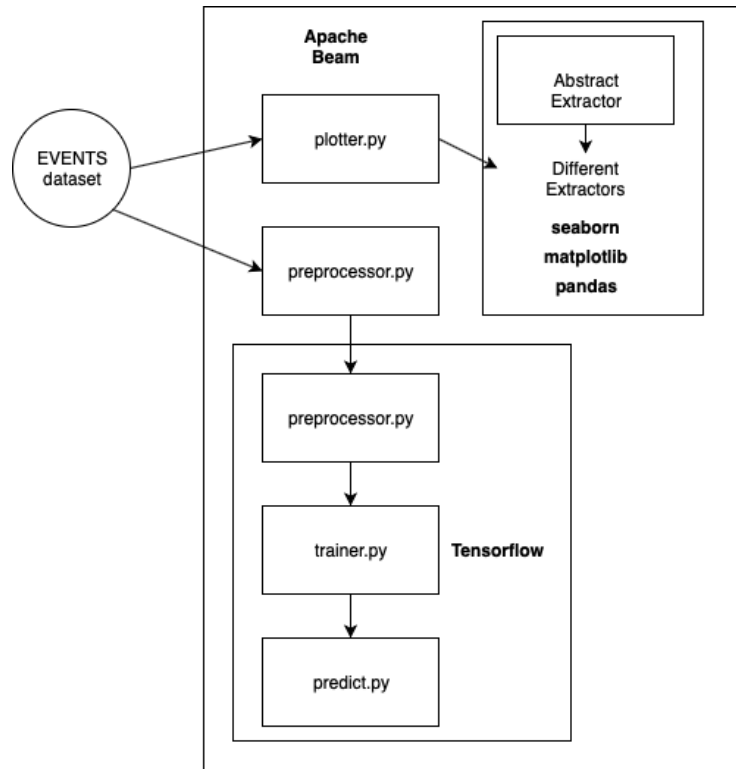 Apache
Beam
Abstract
Extractor
plotter.py
EVENTS
dataset
Different
Extractors
seaborn
matplotlib
pandas
preprocessor.py
preprocessor.py
trainer.py
Tensorflow
predict.py